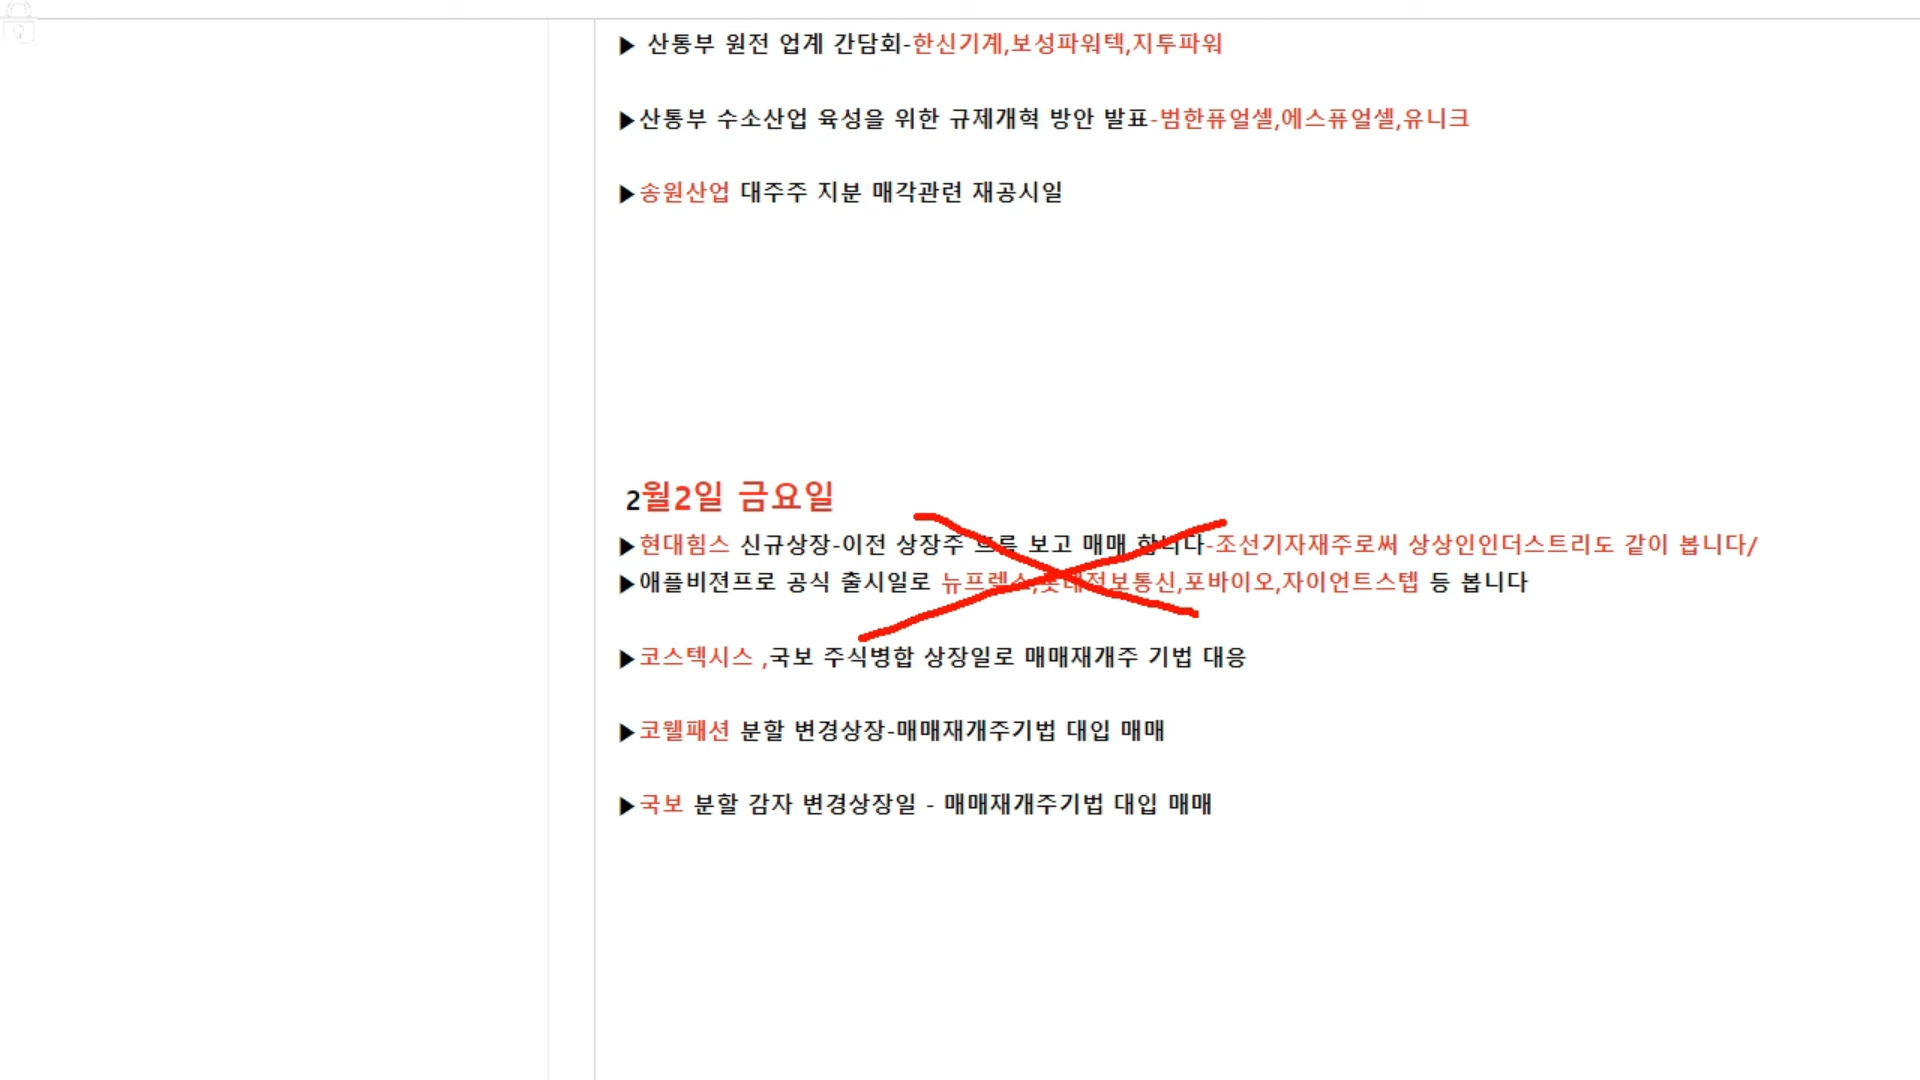 ▶ 산통부 원전 업계 간담회-한신기계,보성파워텍,지투파워
▶산통부 수소산업 육성을 위한 규제개혁 방안 발표-범한퓨얼셀,에스퓨얼셀,유니크
▶송원산업 대주주 지분 매각관련 재공시일
2월2일 금요일
▶현대힘스 신규상장-이전 상장주 흐름 보고 매매 합니다-조선기자재주로써 상상인인더스트리도 같이 봅니다/
▶애플비젼프로 공식 출시일로 뉴프렉스,롯데정보통신,포바이오,자이언트스텝 등 봅니다
▶코스텍시스 ,국보 주식병합 상장일로 매매재개주 기법 대응
▶코웰패션 분할 변경상장-매매재개주기법 대입 매매
▶국보 분할 감자 변경상장일 - 매매재개주기법 대입 매매